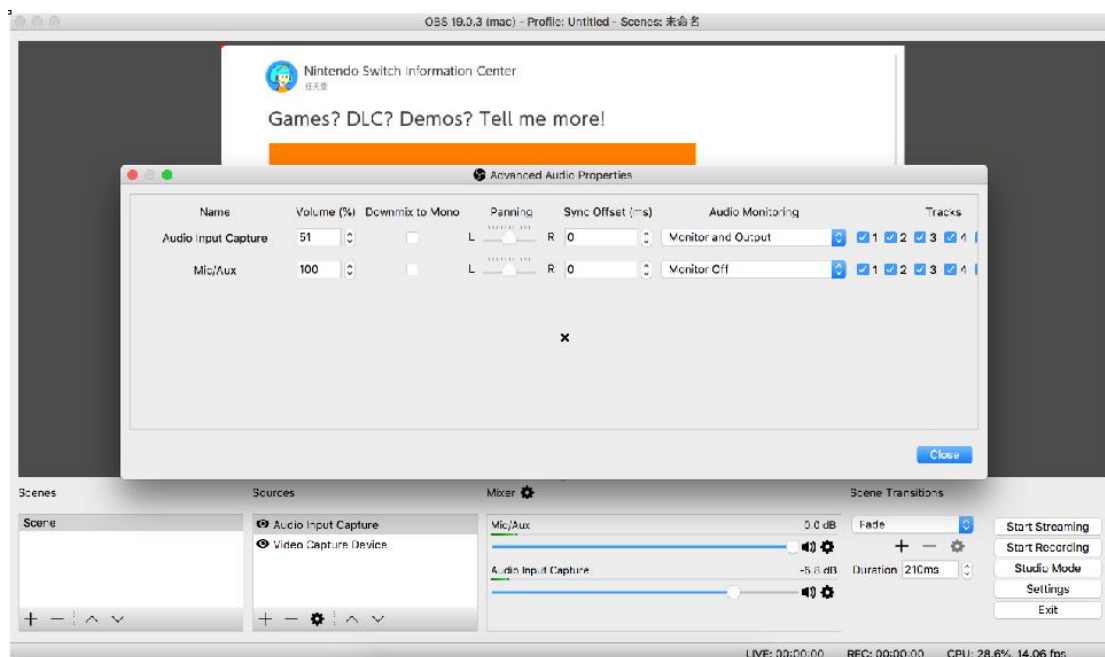 OBS 19.0.3 (mac) - Profile: Untitled - Scenes: 未命名
Nintendo Switch Information Center
任天堂
Games? DLC? Demos? Tell me more!
Advanced Audio Properties
Name Volume (%) Downmix to Mono Panning Sync Offset (ms) Audio Monitoring Tracks
Audio Input Capture 51 L R 0 Monitor and Output 1 2 3 4
Mic/Aux 100 L R 0 Monitor Off 1 2 3 4
Close
Scenes Sources Mixer Scene Transitions
Scene Audio Input Capture Mic/Aux 0.0 dB Fade Start Streaming
Video Capture Device Start Recording
Audio Input Capture -5.8 dB Duration 210ms Studio Mode
Settings
Exit
LIVE: 00:00:00 REC: 00:00:00 CPU: 28.6%, 14.06 fps